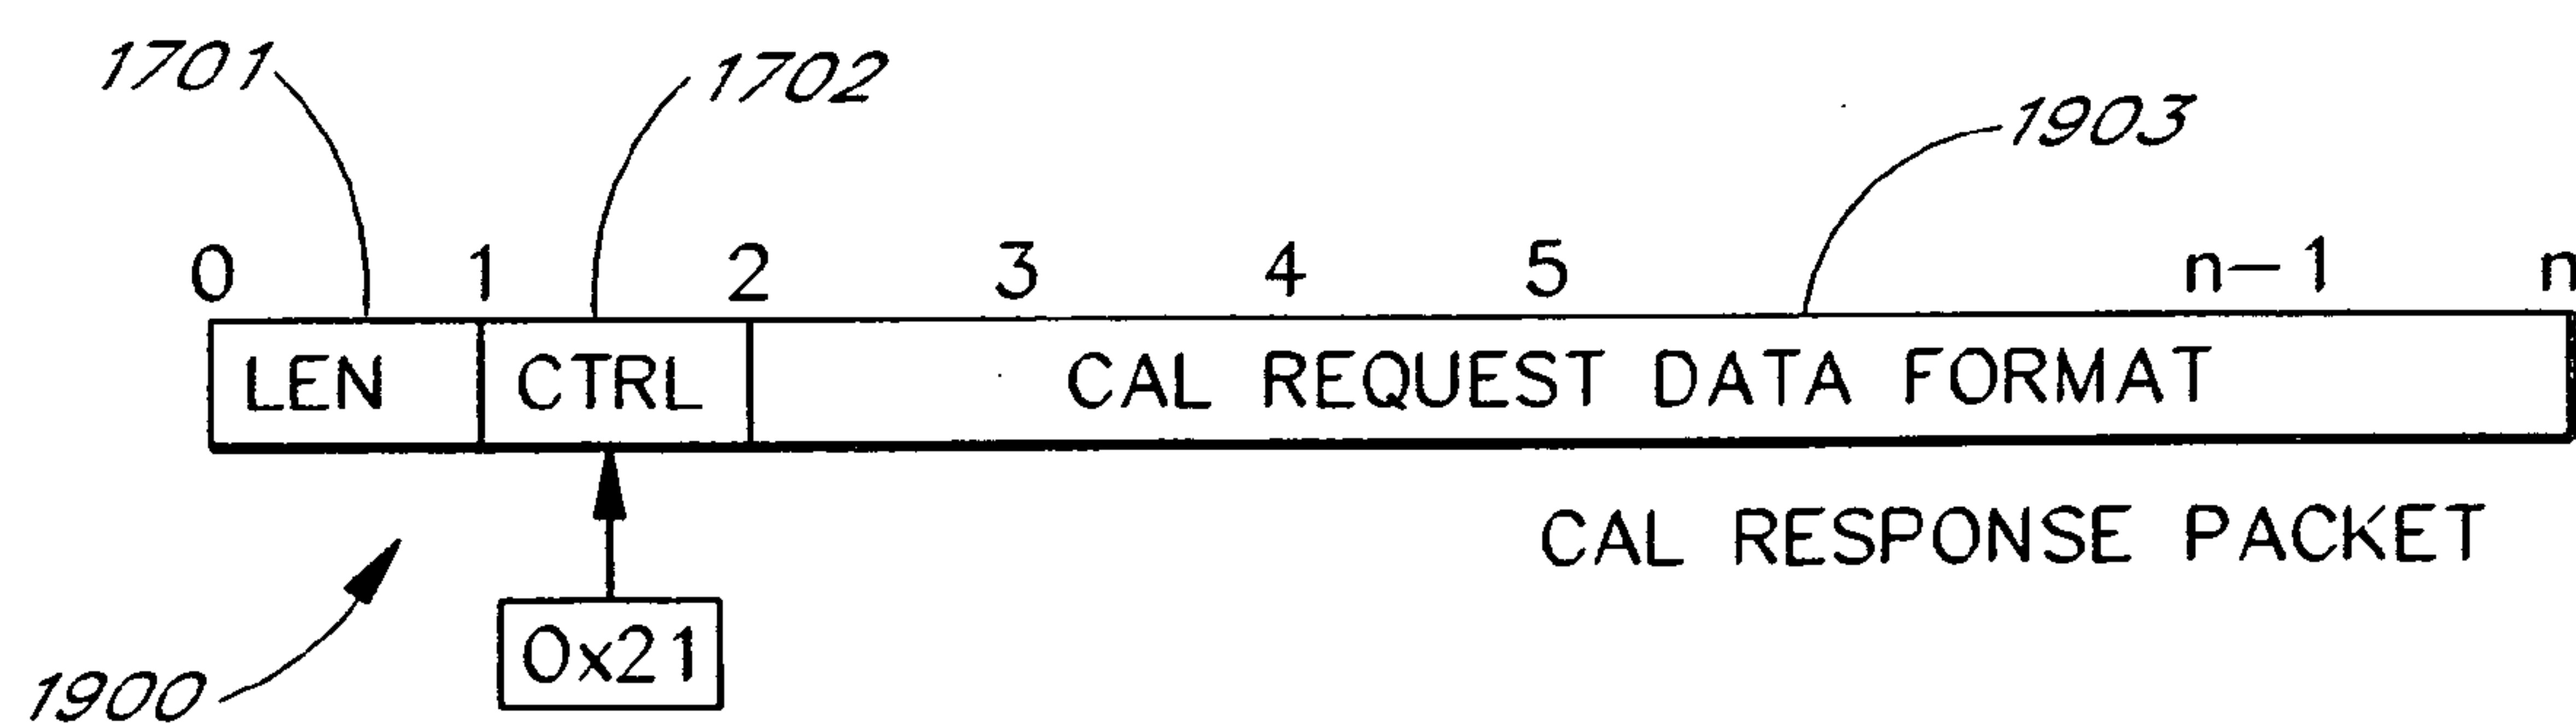 1701
1702
1903
0 1 2 3 4 5 n-1 n
LEN CTRL CAL REQUEST DATA FORMAT
CAL RESPONSE PACKET
0x21
1900